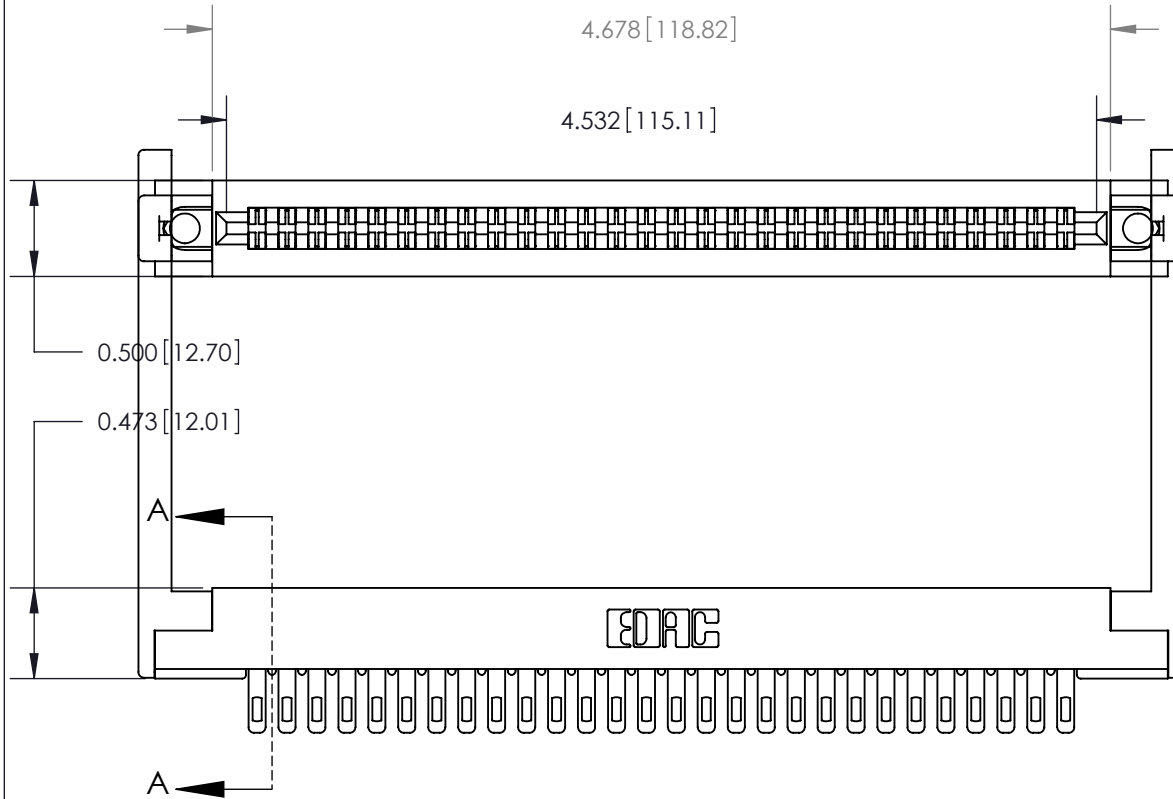 4.678 [118.82]
4.532 [115.11]
0.500 [12.70]
0.473 [12.01]
A
EDAC
A